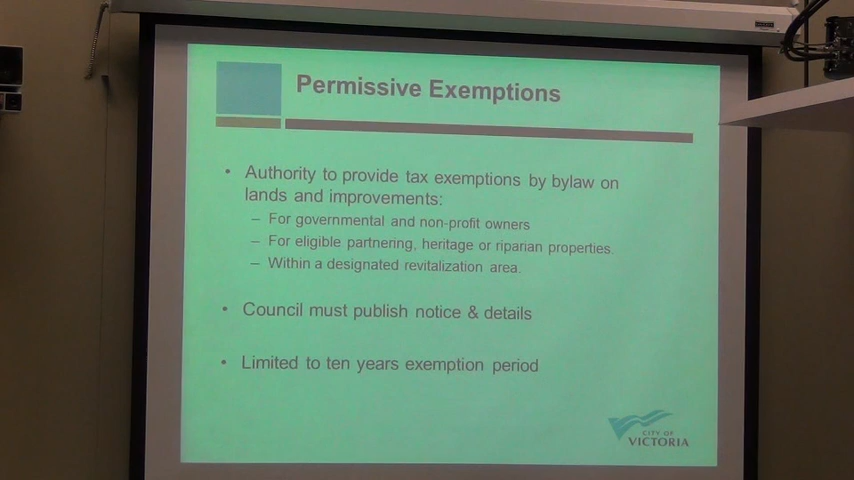 Permissive Exemptions
• Authority to provide tax exemptions by bylaw on
lands and improvements:
– For governmental and non-profit owners
– For eligible partnering, heritage or riparian properties.
– Within a designated revitalization area.
• Council must publish notice & details
• Limited to ten years exemption period
CITY OF
VICTORIA